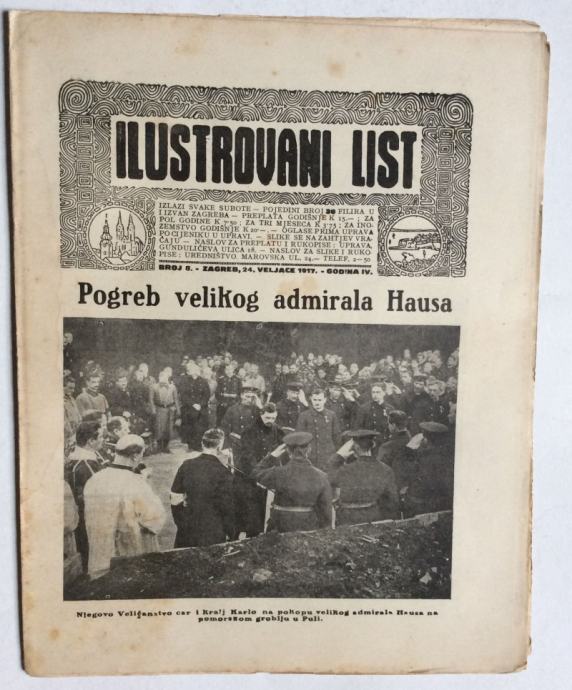 ILUSTROVANI LIST
IZLAZI SVAKE SUBOTE — POJEDINI BROJ 30 FILIRA U
I IZVAN ZAGREBA — PREPLATA GODIŠNJE K 15.— ; ZA
POL GODINE K 7·50 ; ZA TRI MJESECA K 3·75 ; ZA INO-
ZEMSTVO GODIŠNJE K 20·—. — OGLASE PRIMA UPRAVA
PO CIJENIKU U UPRAVI. — SLIKE SE NA ZAHTJEV VRA-
ĆAJU — NASLOV ZA PREPLATU I RUKOPISE : UPRAVA,
GUNDULIĆEVA ULICA 18. — NASLOV ZA SLIKE I RUKO-
PISE : UREDNIŠTVO MAROVSKA UL. 24.— TELEF. 2—50
BROJ 8. - ZAGREB, 24. VELJAČE 1917. - GODINA IV.
Pogreb velikog admirala Hausa
Njegovo Veličanstvo car i kralj Karlo na pokopu velikog admirala Hausa na
pomorskom groblju u Puli.